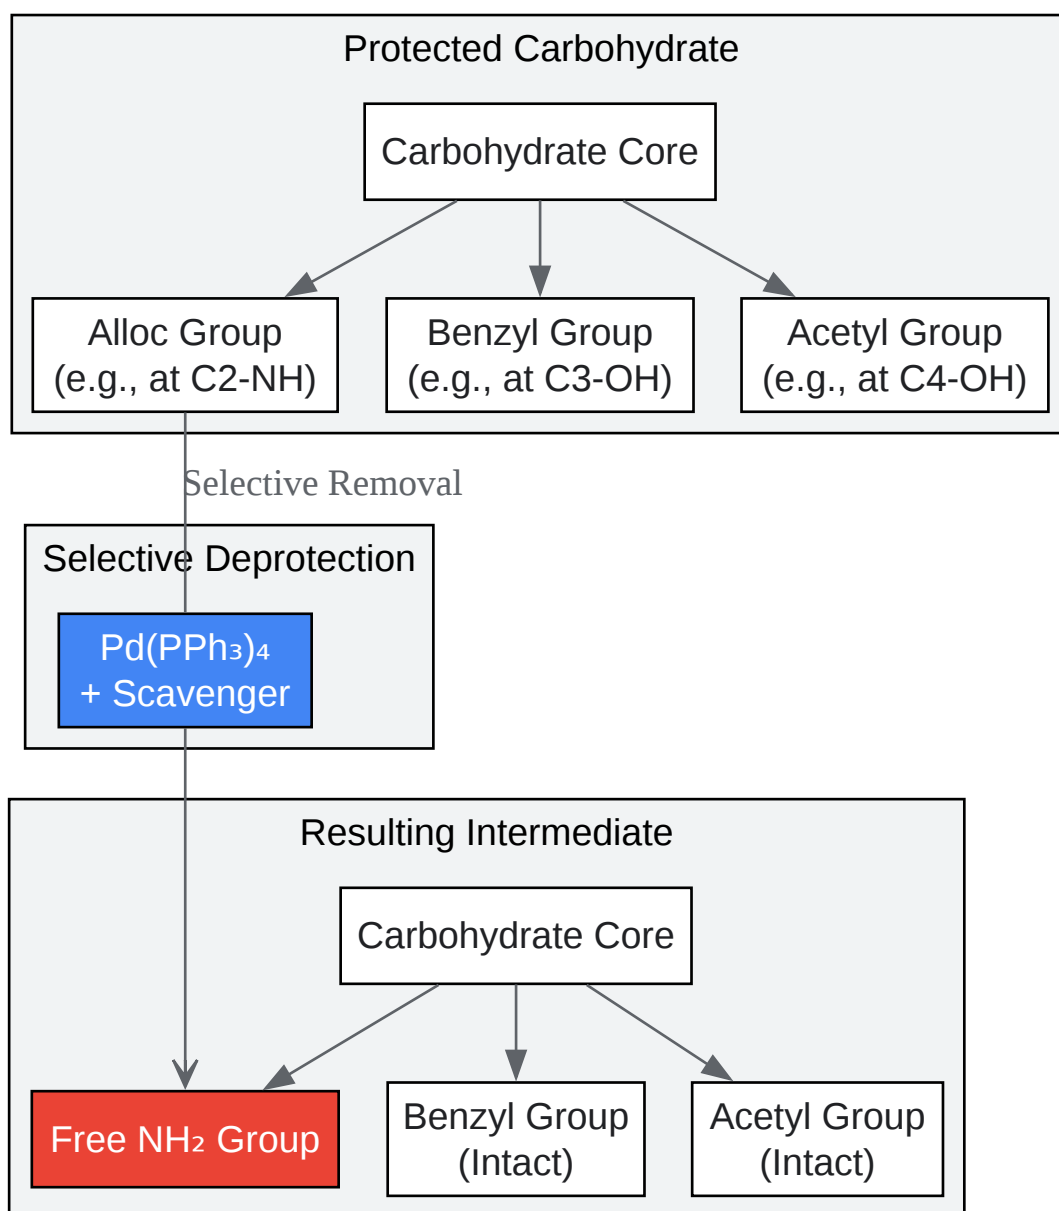 Protected Carbohydrate
Carbohydrate Core
Alloc Group
(e.g., at C2-NH)
Benzyl Group
(e.g., at C3-OH)
Acetyl Group
(e.g., at C4-OH)
Selective Removal
Selective Deprotection
Pd(PPh₃)₄
+ Scavenger
Resulting Intermediate
Carbohydrate Core
Free NH₂ Group
Benzyl Group
(Intact)
Acetyl Group
(Intact)